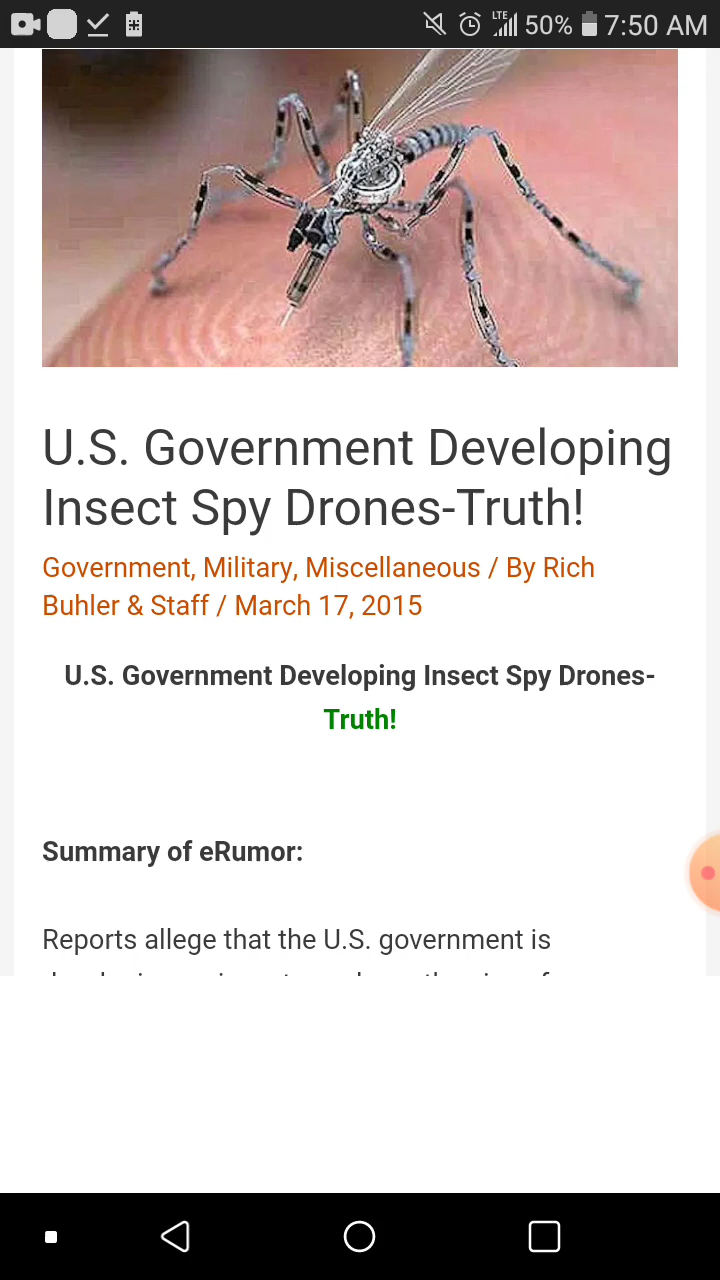 LTE 50% 7:50 AM
U.S. Government Developing
Insect Spy Drones-Truth!
Government, Military, Miscellaneous / By Rich
Buhler & Staff / March 17, 2015
U.S. Government Developing Insect Spy Drones-
Truth!
Summary of eRumor:
Reports allege that the U.S. government is